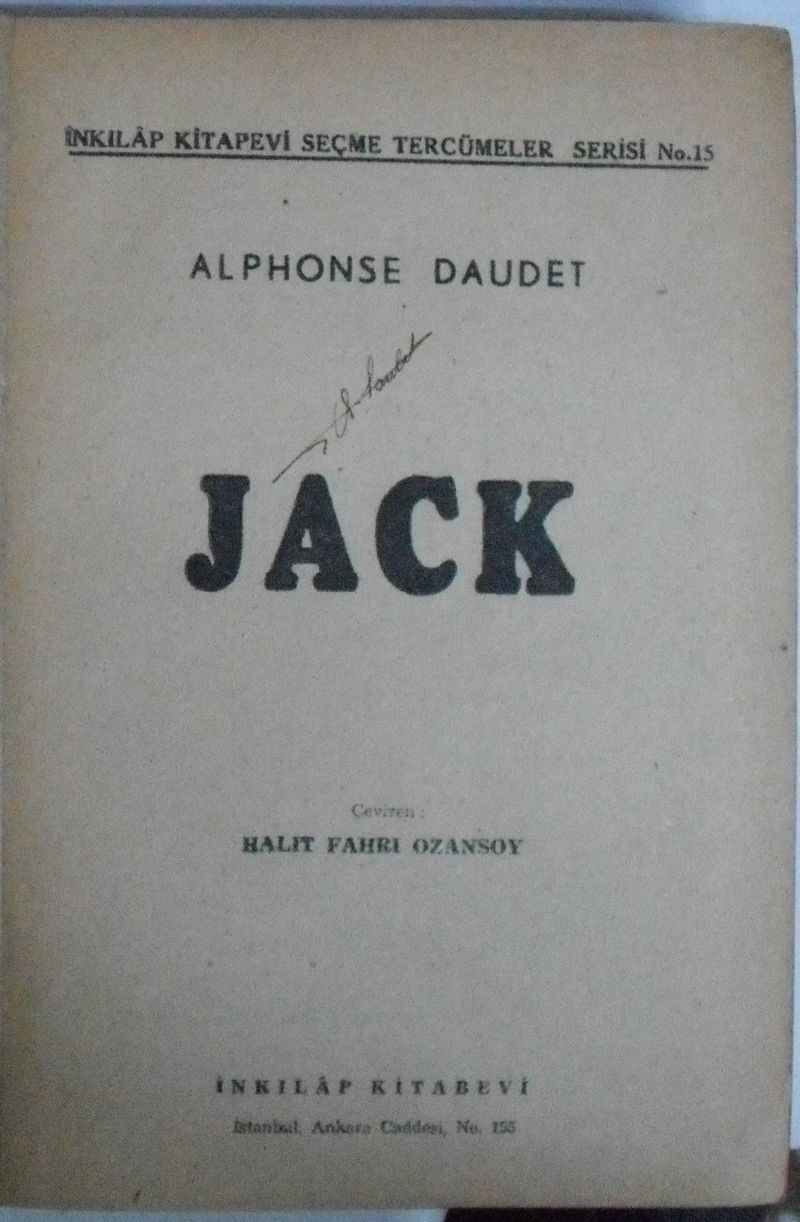 İNKILÂP KİTAPEVİ SEÇME TERCÜMELER SERİSİ No.15
ALPHONSE DAUDET
JACK
Çeviren :
HALIT FAHRI OZANSOY
İNKILÂP KİTABEVİ
İstanbul, Ankara Caddesi, No. 155